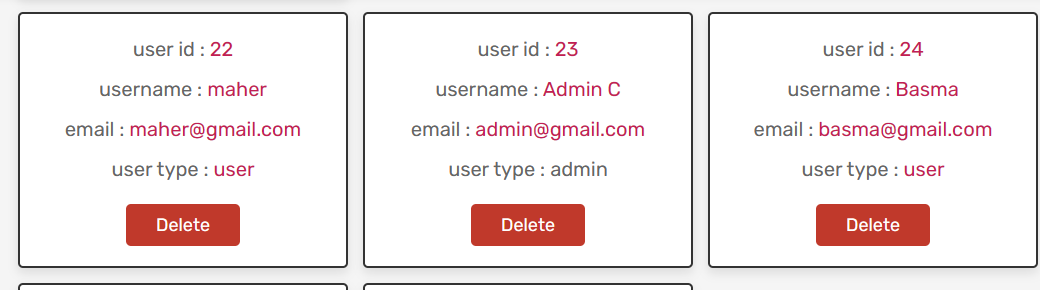 user id : 22
username : maher
email : maher@gmail.com
user type : user
Delete
user id : 23
username : Admin C
email : admin@gmail.com
user type : admin
Delete
user id : 24
username : Basma
email : basma@gmail.com
user type : user
Delete